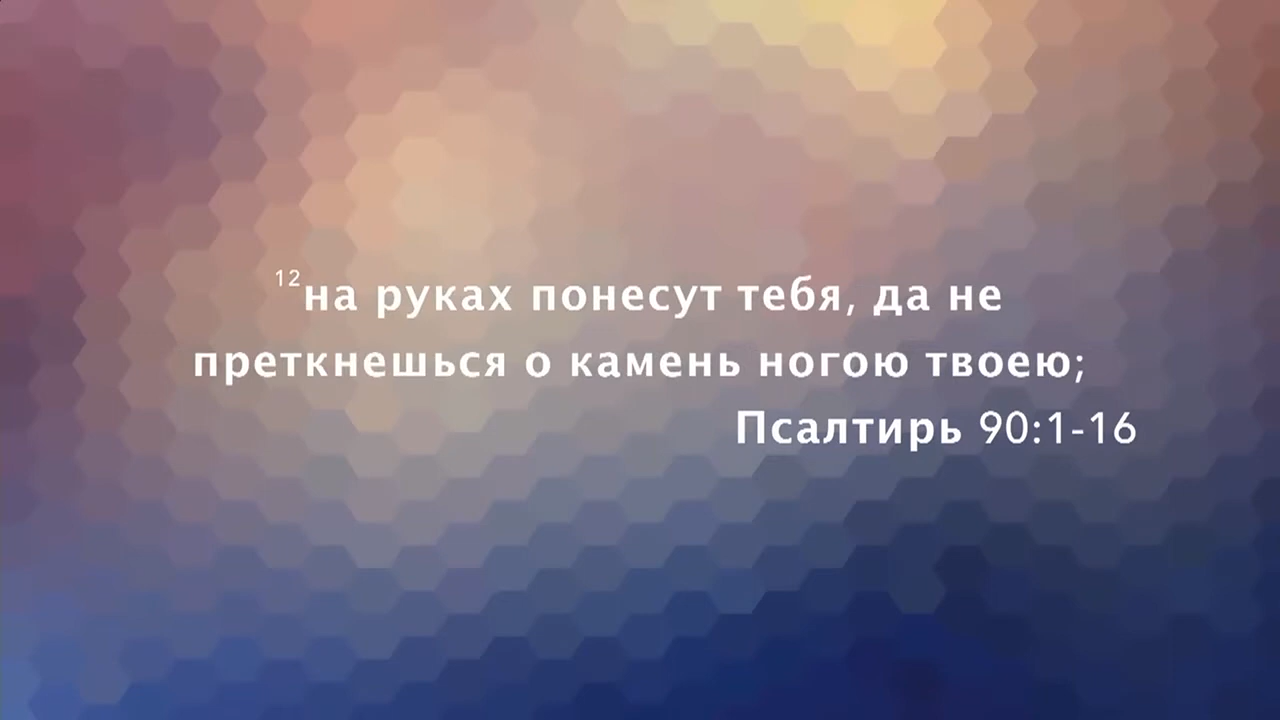 12на руках понесут тебя, да не
преткнешься о камень ногою твоею;
Псалтирь 90:1-16